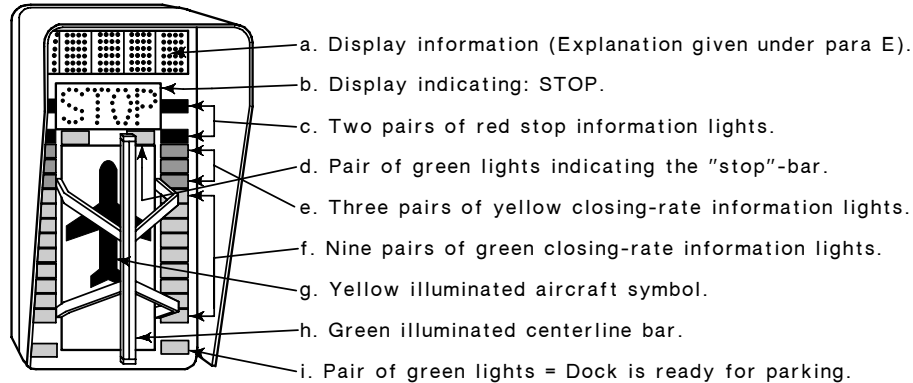 a. Display information (Explanation given under para E).
b. Display indicating: STOP.
STOP
c. Two pairs of red stop information lights.
d. Pair of green lights indicating the "stop"-bar.
e. Three pairs of yellow closing-rate information lights.
f. Nine pairs of green closing-rate information lights.
g. Yellow illuminated aircraft symbol.
h. Green illuminated centerline bar.
i. Pair of green lights = Dock is ready for parking.